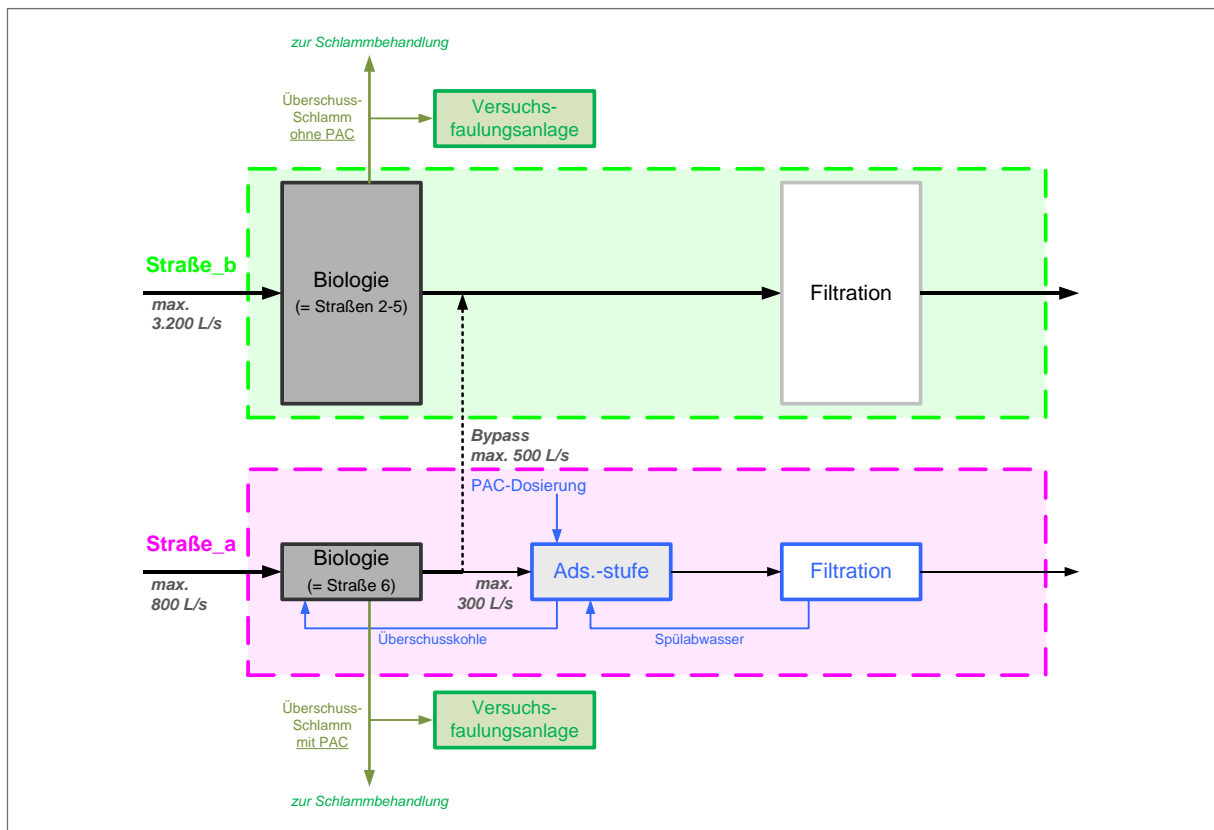 zur Schlammbehandlung
Überschuss-
Schlamm
ohne PAC
Versuchs-
faulungsanlage
Straße_b
max.
3.200 L/s
Biologie
(= Straßen 2-5)
Filtration
Bypass
max. 500 L/s
PAC-Dosierung
Straße_a
max.
800 L/s
Biologie
(= Straße 6)
max.
300 L/s
Ads.-stufe
Filtration
Überschusskohle
Spülabwasser
Überschuss-
Schlamm
mit PAC
Versuchs-
faulungsanlage
zur Schlammbehandlung